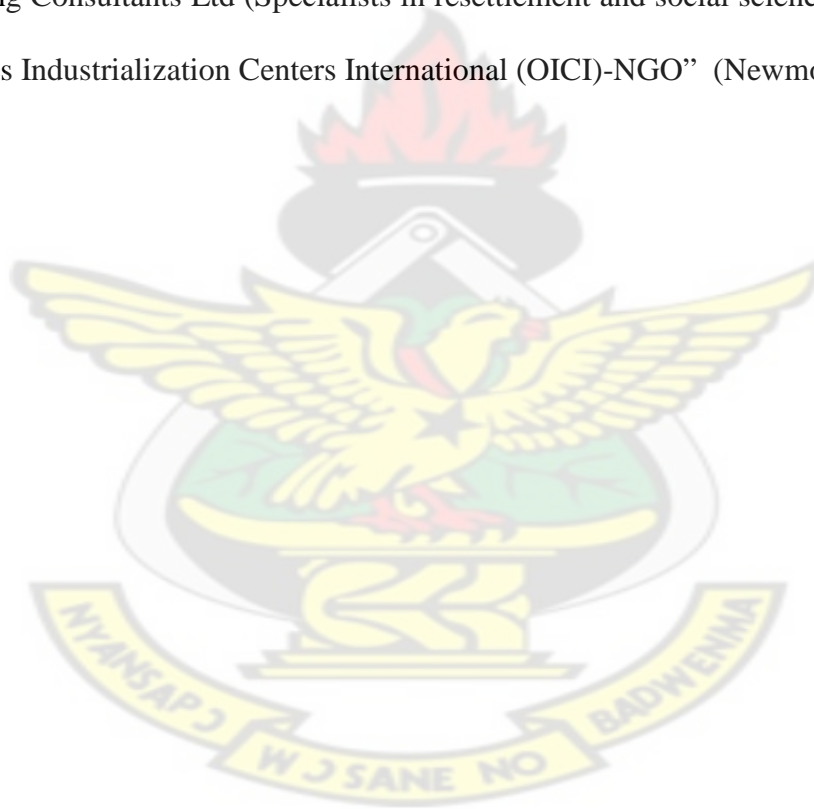 ng Consultants Ltd (Specialists in resettlement and social scienc
s Industrialization Centers International (OICI)-NGO” (Newmo
NYANSAPƆ WƆSANE NO BADWENMA